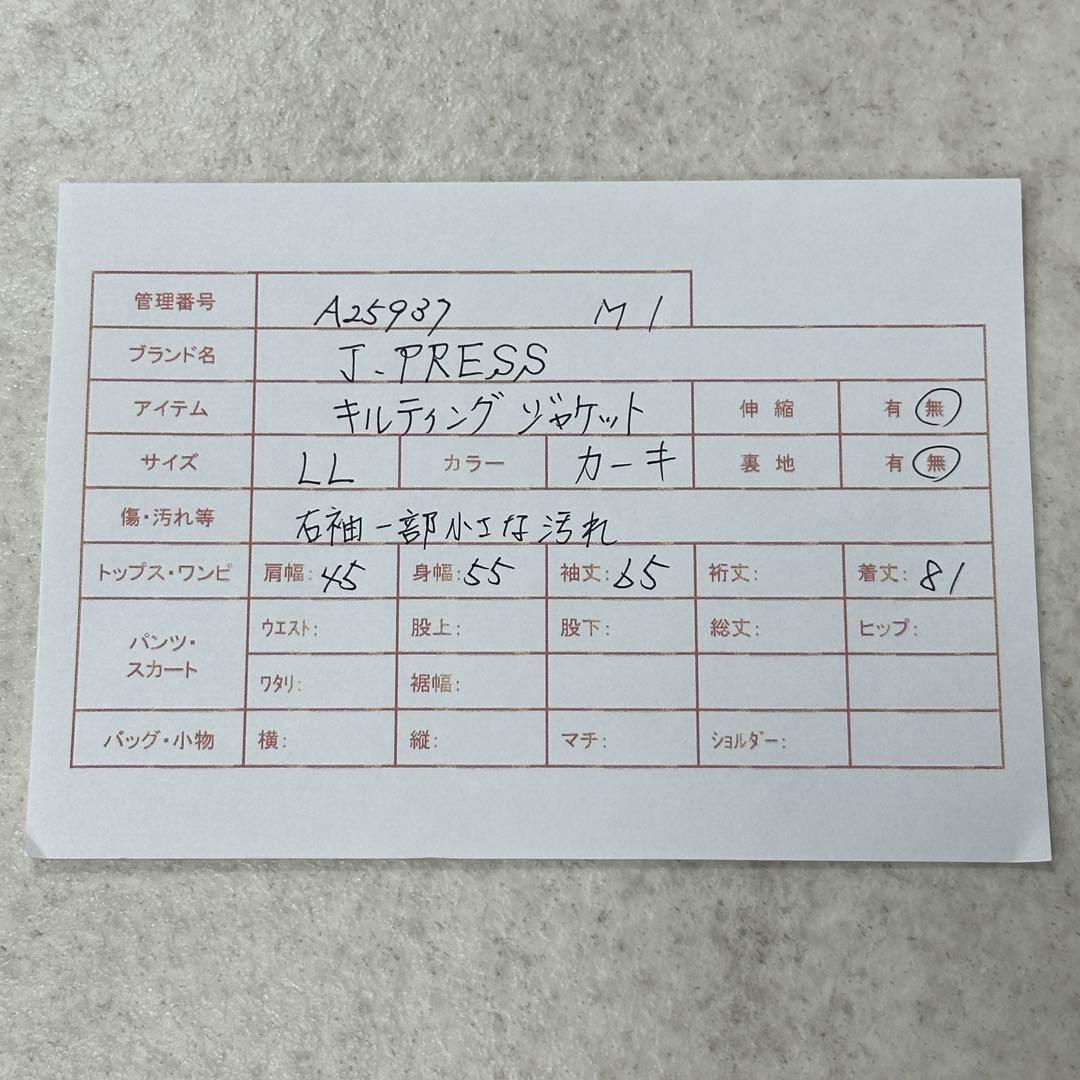 管理番号 A25937 M1
ブランド名 J.PRESS
アイテム キルティングジャケット 伸縮 有 無
サイズ LL カラー カーキ 裏地 有 無
傷・汚れ等 右袖一部小さな汚れ
トップス・ワンピ 肩幅: 45 身幅: 55 袖丈: 65 裄丈: 着丈: 81
パンツ・スカート ウエスト: 股上: 股下: 総丈: ヒップ:
ワタリ: 裾幅:
バッグ・小物 横: 縦: マチ: ショルダー: